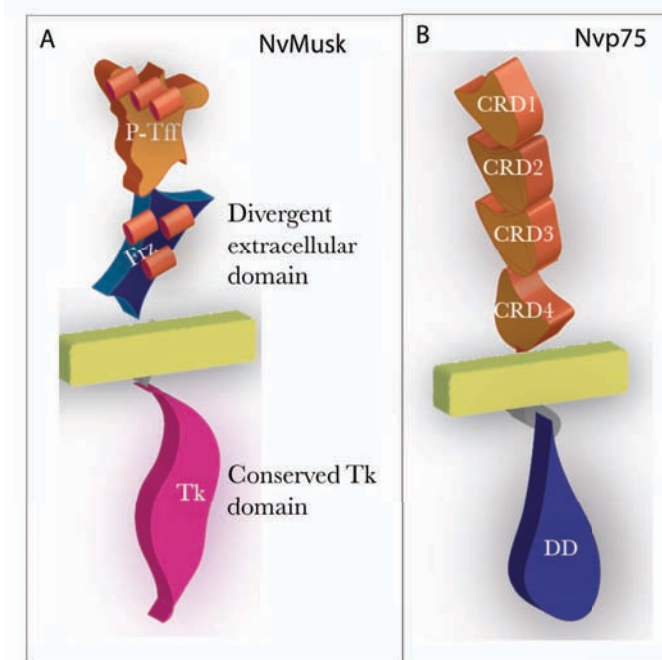 A
NvMusk
P-Tff
Frz
Divergent
extracellular
domain
Tk
Conserved Tk
domain
B
Nvp75
CRD1
CRD2
CRD3
CRD4
DD